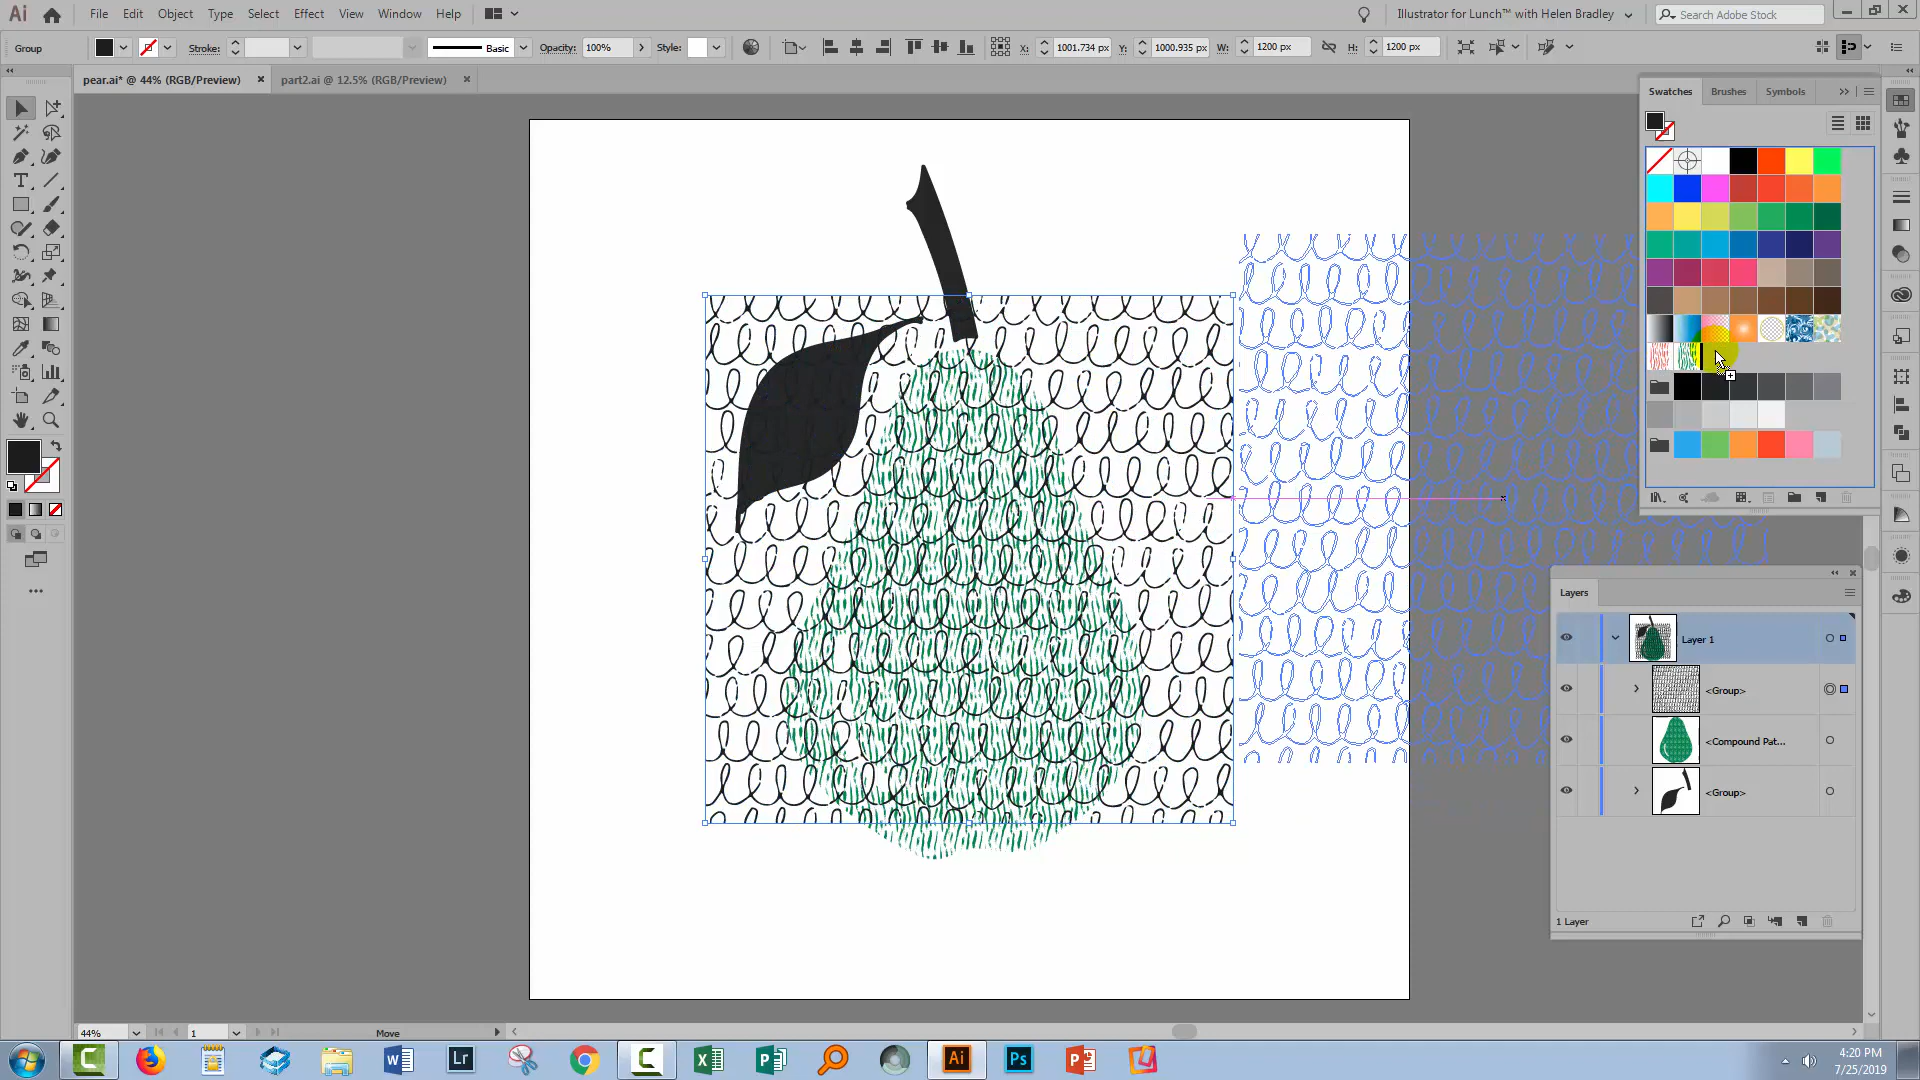 Ai File Edit Object Type Select Effect View Window Help Illustrator for Lunch™ with Helen Bradley Search Adobe Stock
Group Stroke: Basic Opacity: 100% Style: X: 1001.734 px Y: 1000.935 px W: 1200 px H: 1200 px
pear.ai* @ 44% (RGB/Preview) × part2.ai @ 12.5% (RGB/Preview) ×
Swatches Brushes Symbols
Layers
Layer 1
<Group>
<Compound Pat...
<Group>
1 Layer
44% 1 Move
W Lr X P Ai Ps P
4:20 PM
7/25/2019